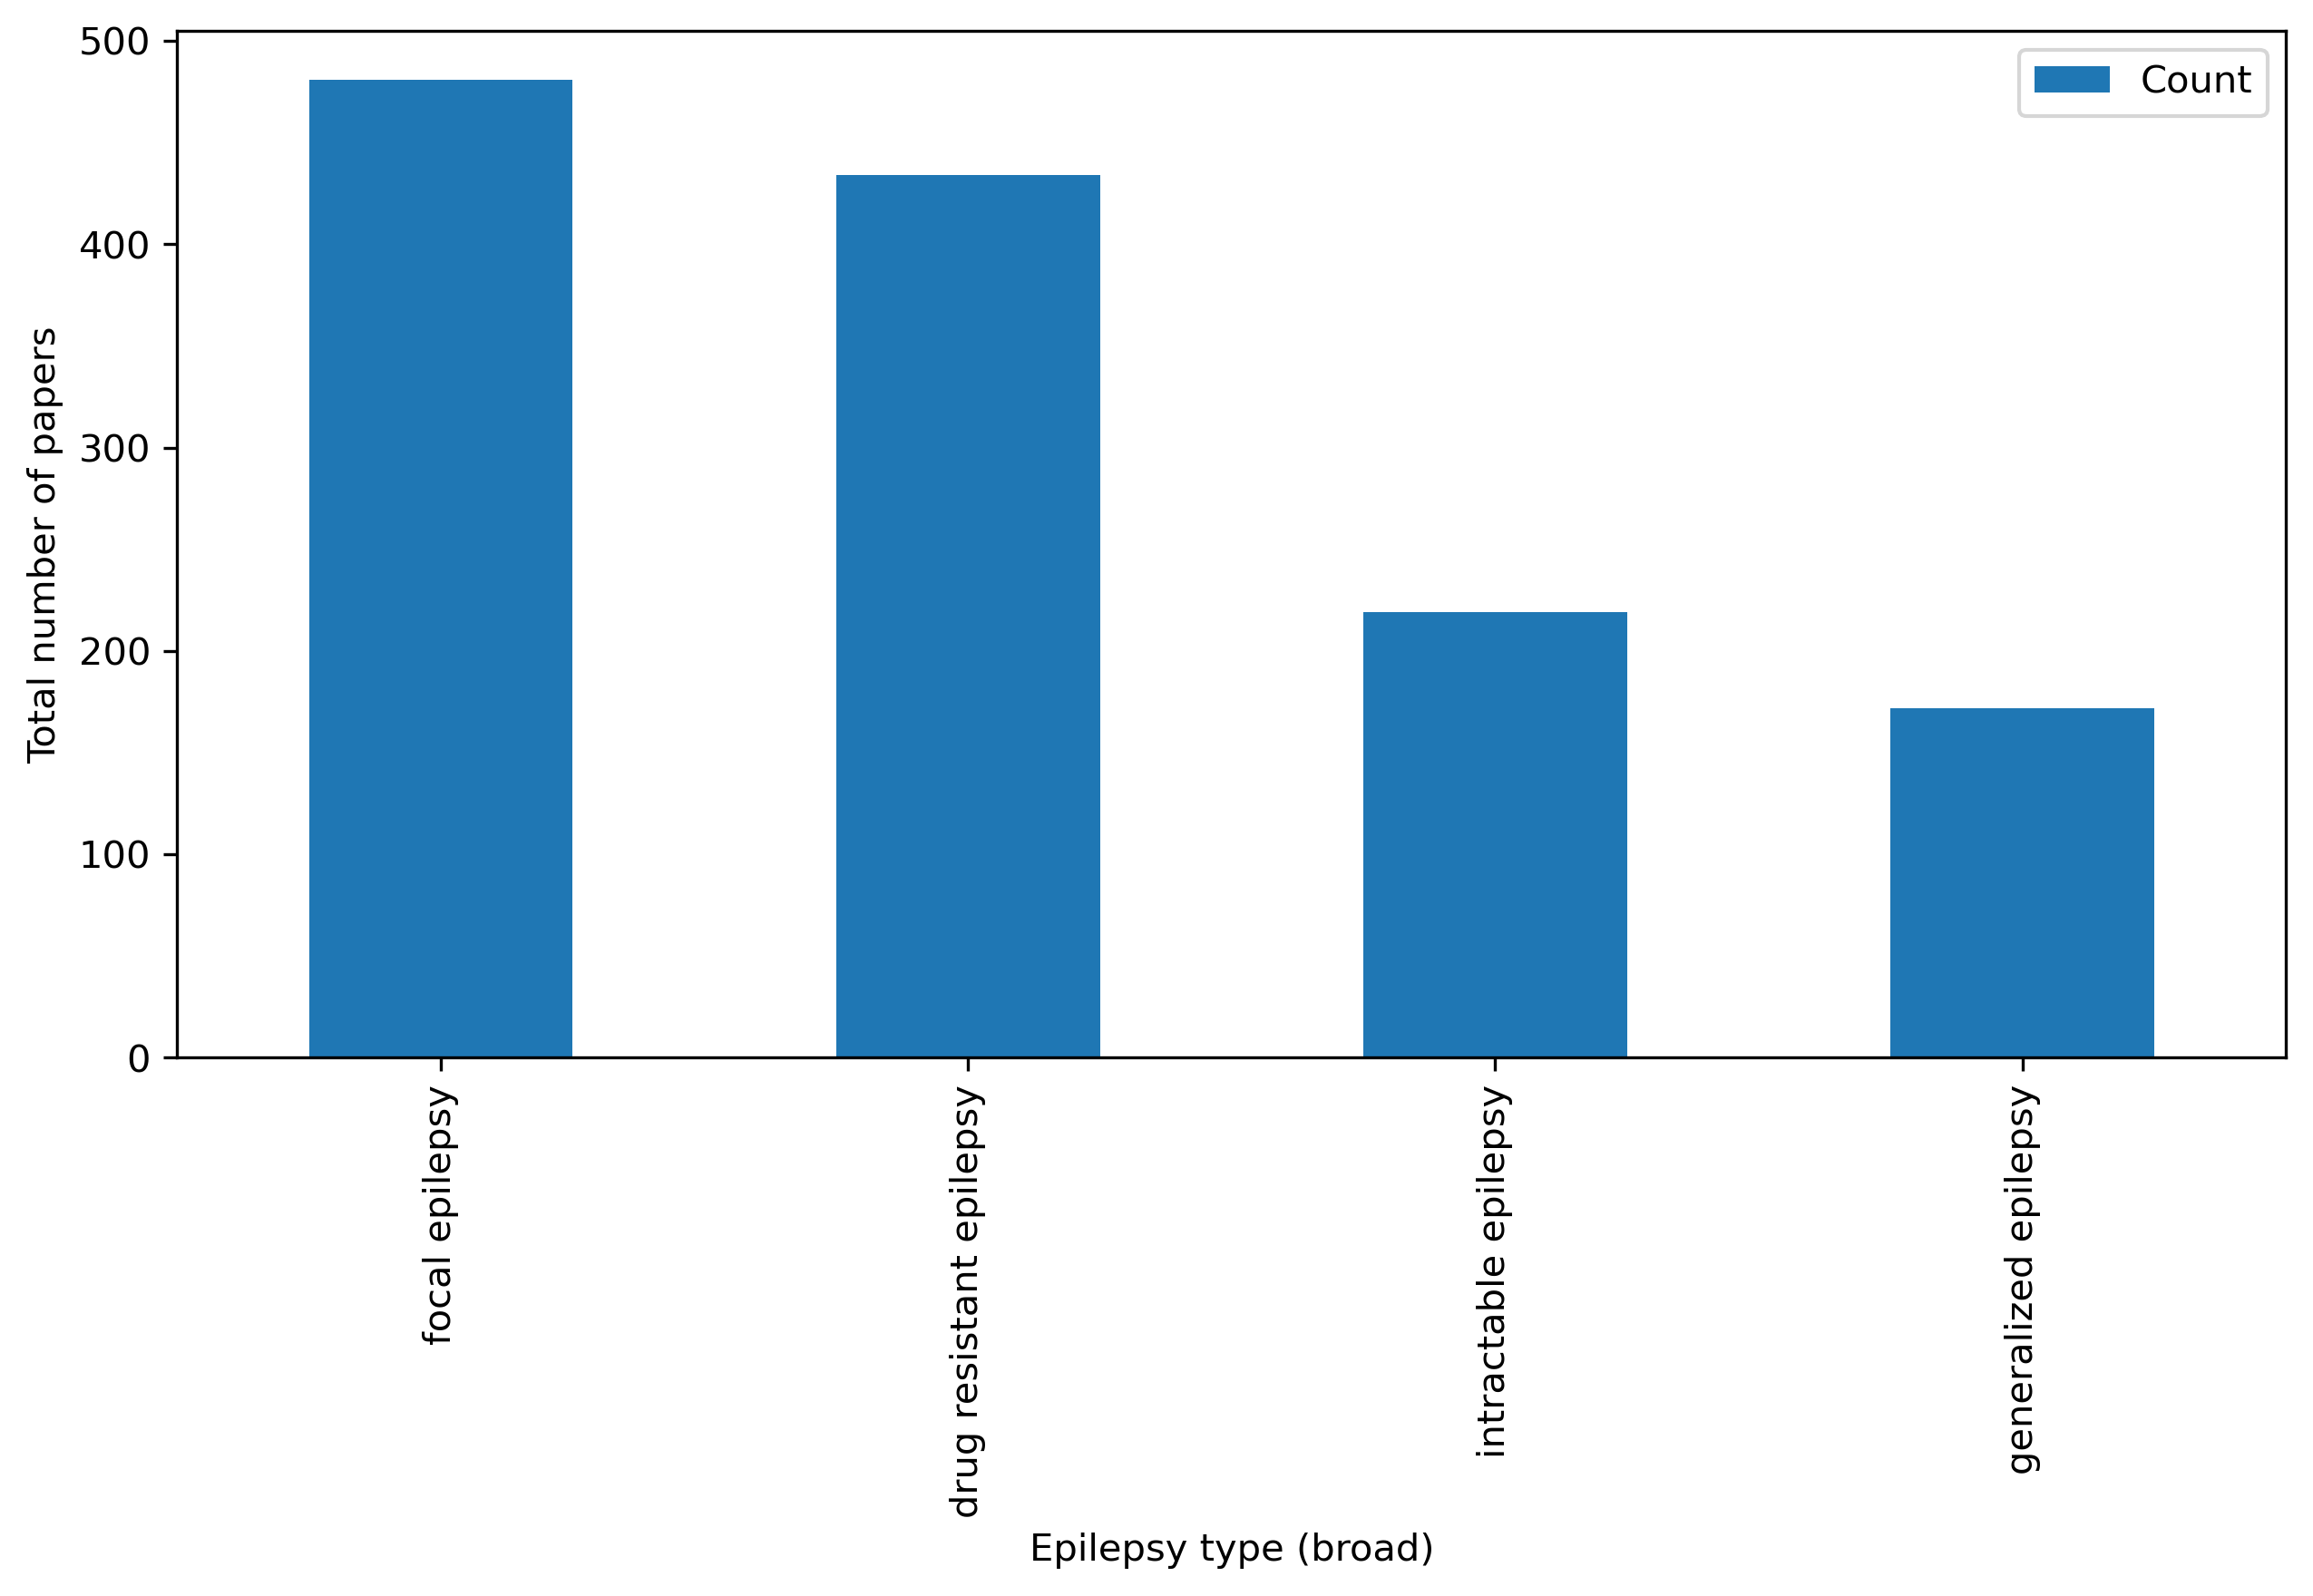 Total number of papers
500
400
300
200
100
0
Count
focal epilepsy
drug resistant epilepsy
intractable epilepsy
generalized epilepsy
Epilepsy type (broad)